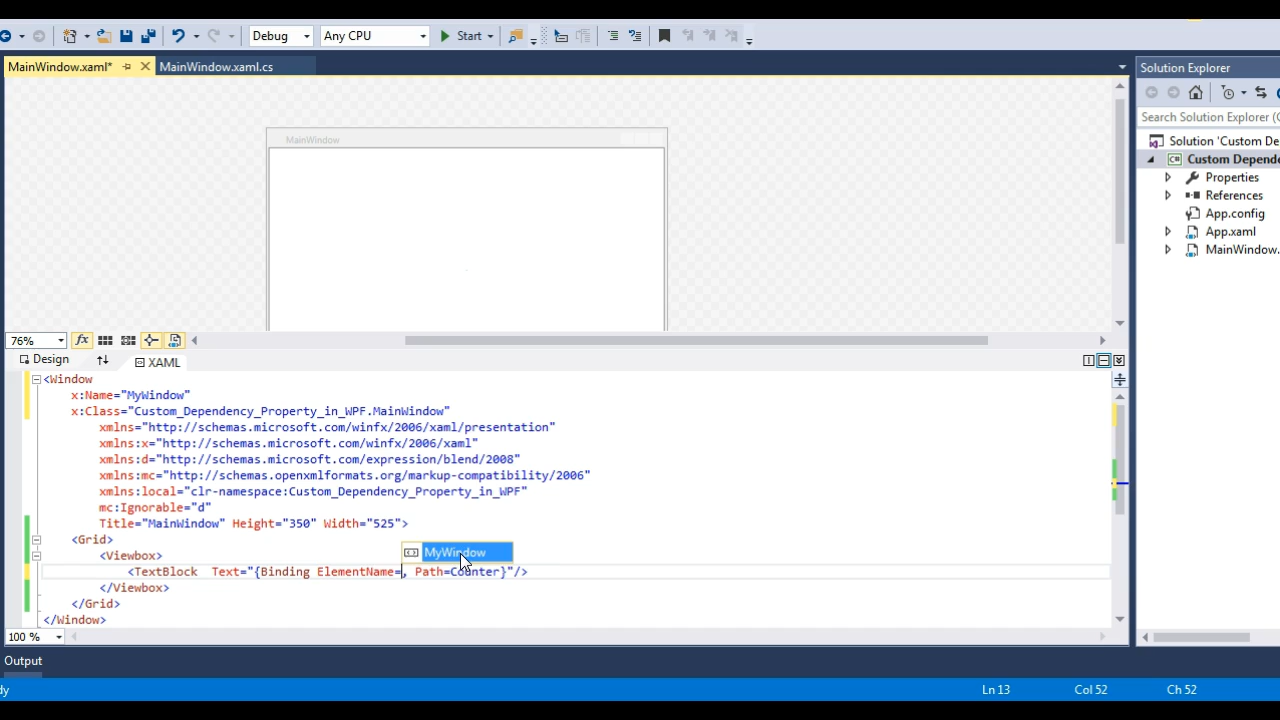 Debug
Any CPU
Start
MainWindow.xaml*
MainWindow.xaml.cs
Solution Explorer
Search Solution Explorer (C
Solution 'Custom De
Custom Depende
Properties
References
App.config
App.xaml
MainWindow.
MainWindow
76%
fx
Design
XAML
<Window
x:Name="MyWindow"
x:Class="Custom_Dependency_Property_in_WPF.MainWindow"
xmlns="http://schemas.microsoft.com/winfx/2006/xaml/presentation"
xmlns:x="http://schemas.microsoft.com/winfx/2006/xaml"
xmlns:d="http://schemas.microsoft.com/expression/blend/2008"
xmlns:mc="http://schemas.openxmlformats.org/markup-compatibility/2006"
xmlns:local="clr-namespace:Custom_Dependency_Property_in_WPF"
mc:Ignorable="d"
Title="MainWindow" Height="350" Width="525">
<Grid>
<Viewbox>
MyWindow
<TextBlock  Text="{Binding ElementName=, Path=Counter}"/>
</Viewbox>
</Grid>
</Window>
100 %
Output
dy
Ln 13
Col 52
Ch 52